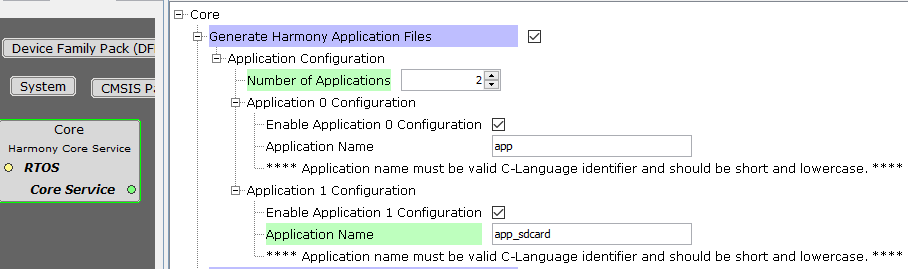 Device Family Pack (DF
System
CMSIS Pa
Core
Harmony Core Service
RTOS
Core Service
Core
Generate Harmony Application Files
Application Configuration
Number of Applications 2
Application 0 Configuration
Enable Application 0 Configuration
Application Name app
**** Application name must be valid C-Language identifier and should be short and lowercase. ****
Application 1 Configuration
Enable Application 1 Configuration
Application Name app_sdcard
**** Application name must be valid C-Language identifier and should be short and lowercase. ****